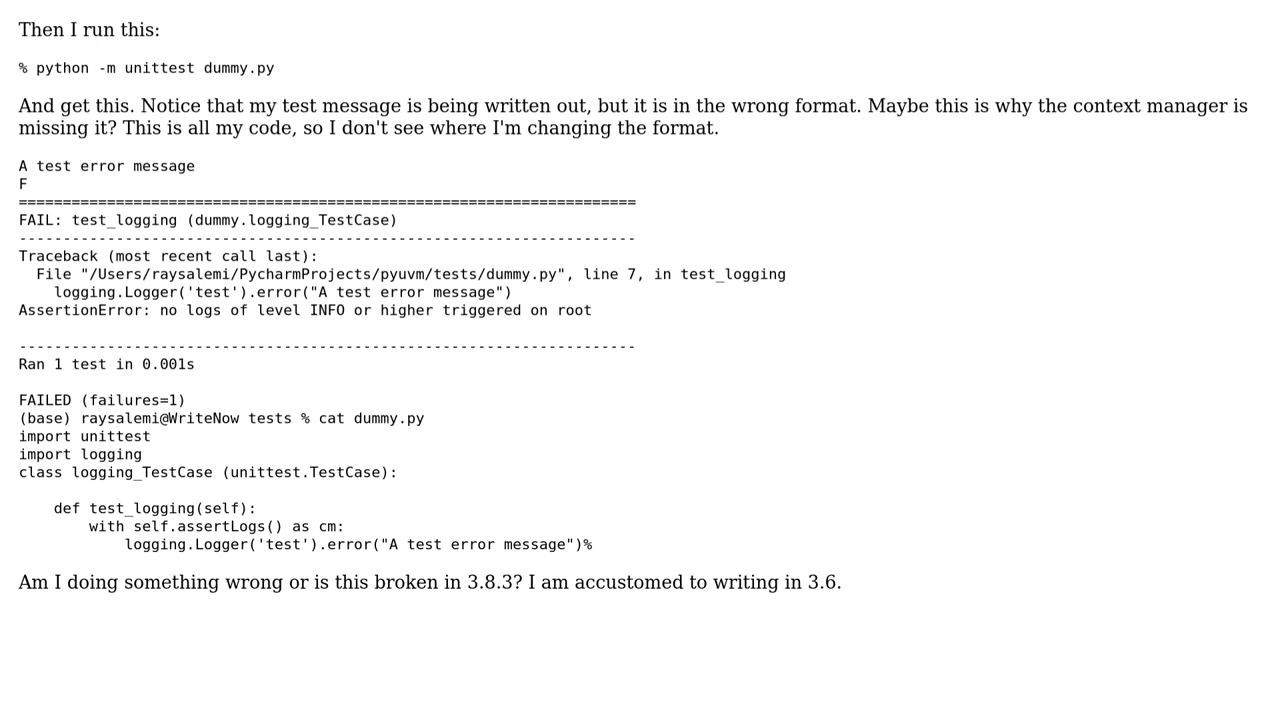 Then I run this:
% python -m unittest dummy.py
And get this. Notice that my test message is being written out, but it is in the wrong format. Maybe this is why the context manager is
missing it? This is all my code, so I don't see where I'm changing the format.
A test error message
F
======================================================================
FAIL: test_logging (dummy.logging_TestCase)
----------------------------------------------------------------------
Traceback (most recent call last):
  File "/Users/raysalemi/PycharmProjects/pyuvm/tests/dummy.py", line 7, in test_logging
    logging.Logger('test').error("A test error message")
AssertionError: no logs of level INFO or higher triggered on root
----------------------------------------------------------------------
Ran 1 test in 0.001s
FAILED (failures=1)
(base) raysalemi@WriteNow tests % cat dummy.py
import unittest
import logging
class logging_TestCase (unittest.TestCase):
    def test_logging(self):
        with self.assertLogs() as cm:
            logging.Logger('test').error("A test error message")%
Am I doing something wrong or is this broken in 3.8.3? I am accustomed to writing in 3.6.